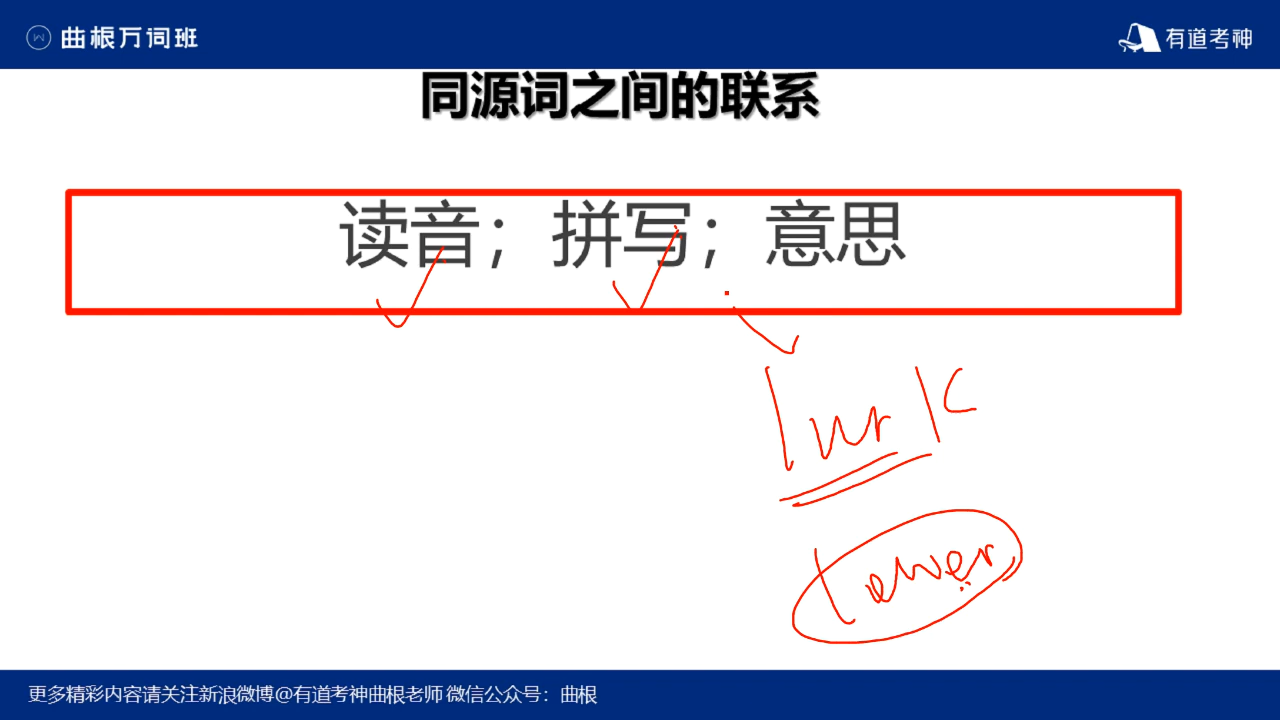 曲根万词班
有道考神
同源词之间的联系
读音；拼写；意思
lurk
lower
更多精彩内容请关注新浪微博@有道考神曲根老师 微信公众号：曲根